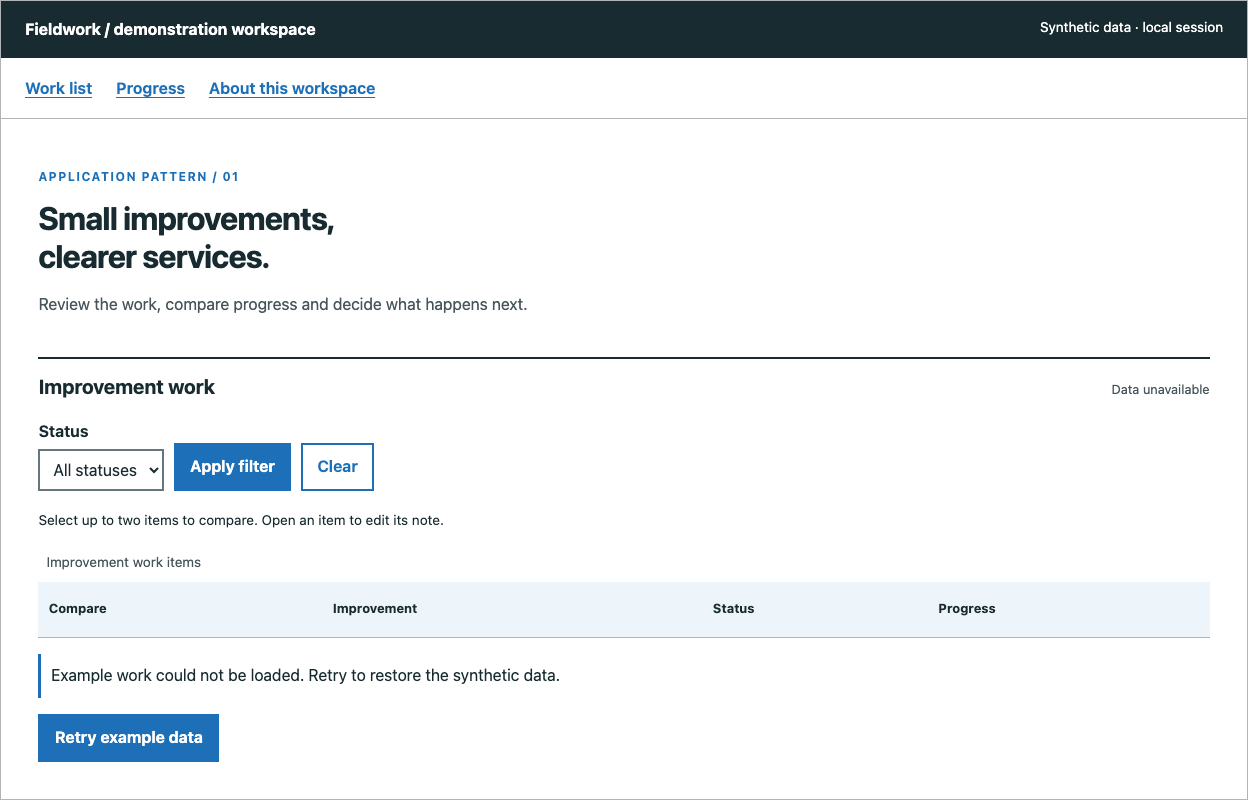 Fieldwork / demonstration workspace
Synthetic data · local session
Work list
Progress
About this workspace
APPLICATION PATTERN / 01
Small improvements,
clearer services.
Review the work, compare progress and decide what happens next.
Improvement work
Data unavailable
Status
All statuses
Apply filter
Clear
Select up to two items to compare. Open an item to edit its note.
Improvement work items
Compare
Improvement
Status
Progress
Example work could not be loaded. Retry to restore the synthetic data.
Retry example data